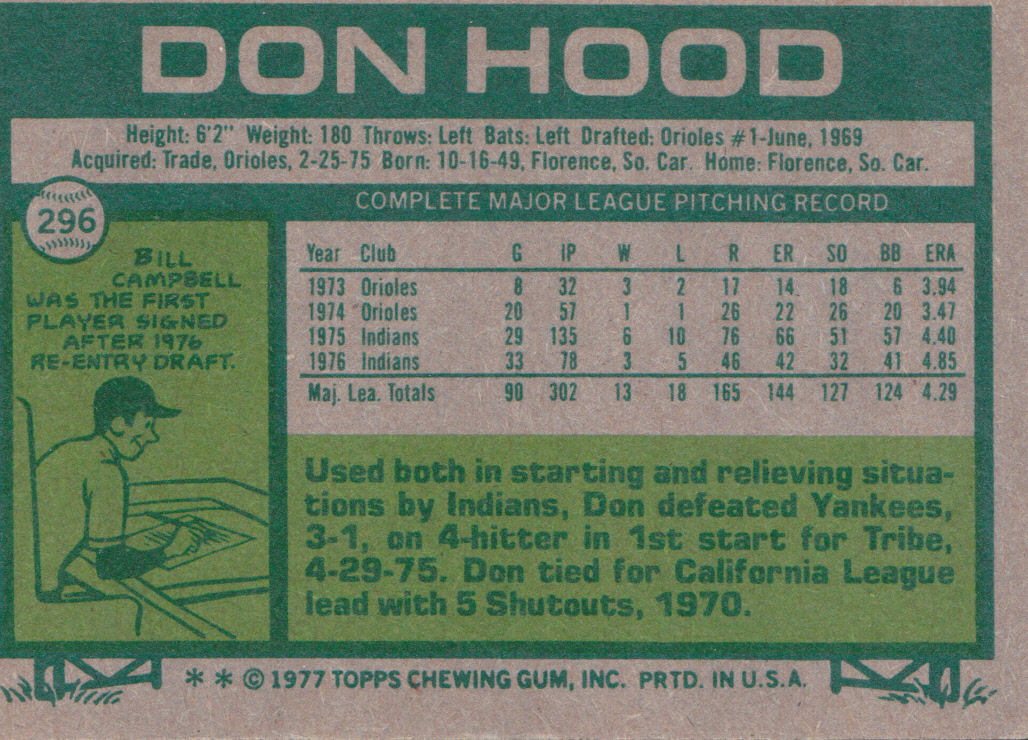 DON HOOD
Height: 6'2" Weight: 180 Throws: Left Bats: Left Drafted: Orioles #1-June, 1969
Acquired: Trade, Orioles, 2-25-75 Born: 10-16-49, Florence, So. Car. Home: Florence, So. Car.
296
COMPLETE MAJOR LEAGUE PITCHING RECORD
BILL
CAMPBELL
WAS THE FIRST
PLAYER SIGNED
AFTER 1976
RE-ENTRY DRAFT.
Year Club G IP W L R ER SO BB ERA
1973 Orioles 8 32 3 2 17 14 18 6 3.94
1974 Orioles 20 57 1 1 26 22 26 20 3.47
1975 Indians 29 135 6 10 76 66 51 57 4.40
1976 Indians 33 78 3 5 46 42 32 41 4.85
Maj. Lea. Totals 90 302 13 18 165 144 127 124 4.29
Used both in starting and relieving situa-
tions by Indians, Don defeated Yankees,
3-1, on 4-hitter in 1st start for Tribe,
4-29-75. Don tied for California League
lead with 5 Shutouts, 1970.
* * © 1977 TOPPS CHEWING GUM, INC. PRTD. IN U.S.A.